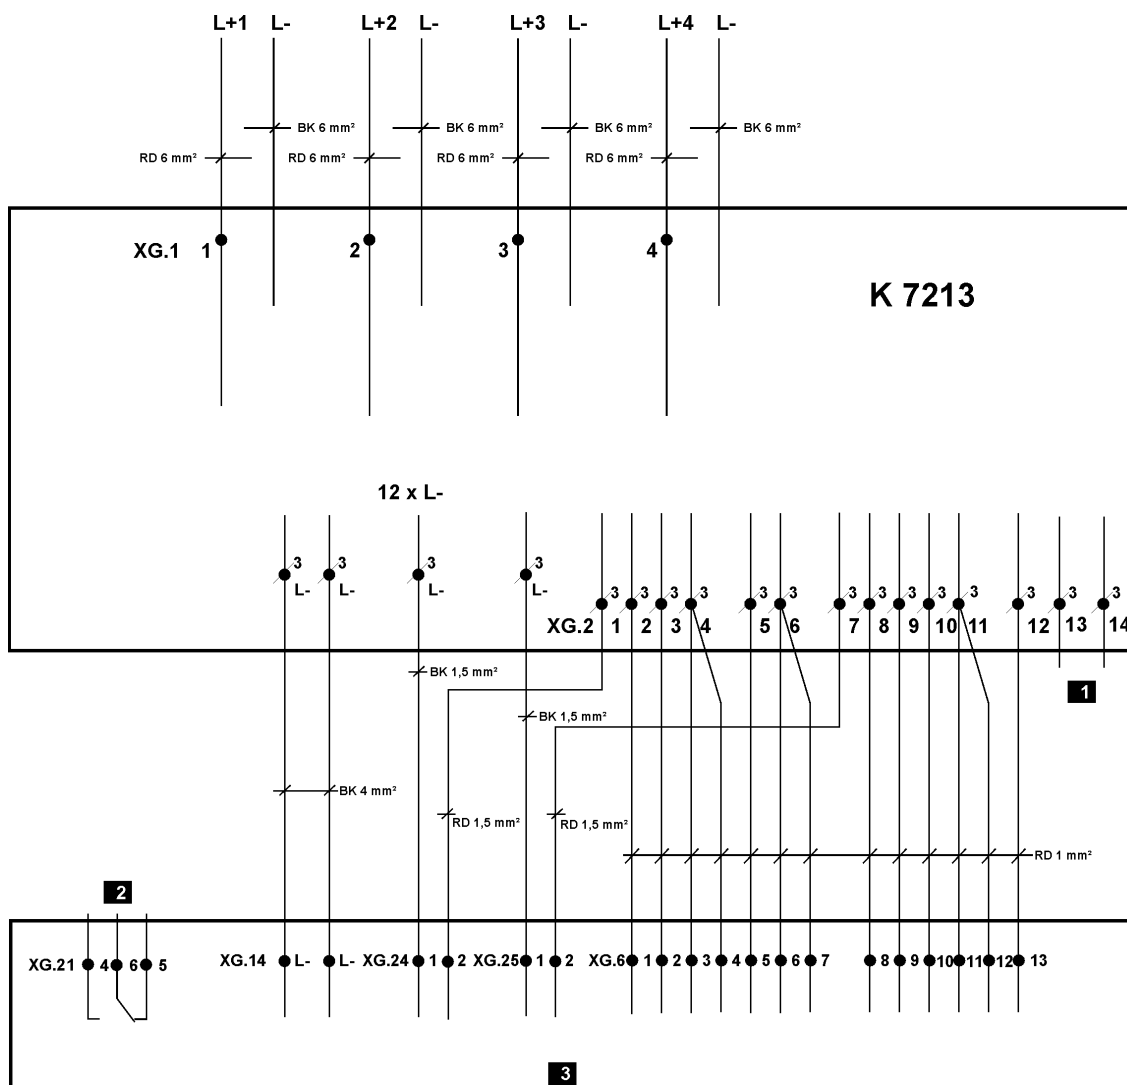 L+1 L- L+2 L- L+3 L- L+4 L-
BK 6 mm² BK 6 mm² BK 6 mm² BK 6 mm²
RD 6 mm² RD 6 mm² RD 6 mm² RD 6 mm²
XG.1 1 2 3 4
K 7213
12 x L-
3 3 3 3
L- L- L- L-
3 3 3 3 3 3 3 3 3 3 3 3 3 3
XG.2 1 2 3 4 5 6 7 8 9 10 11 12 13 14
BK 1,5 mm²
1
BK 1,5 mm²
BK 4 mm²
RD 1,5 mm² RD 1,5 mm²
RD 1 mm²
2
XG.21 4 6 5 XG.14 L- L- XG.24 1 2 XG.25 1 2 XG.6 1 2 3 4 5 6 7 8 9 10 11 12 13
3